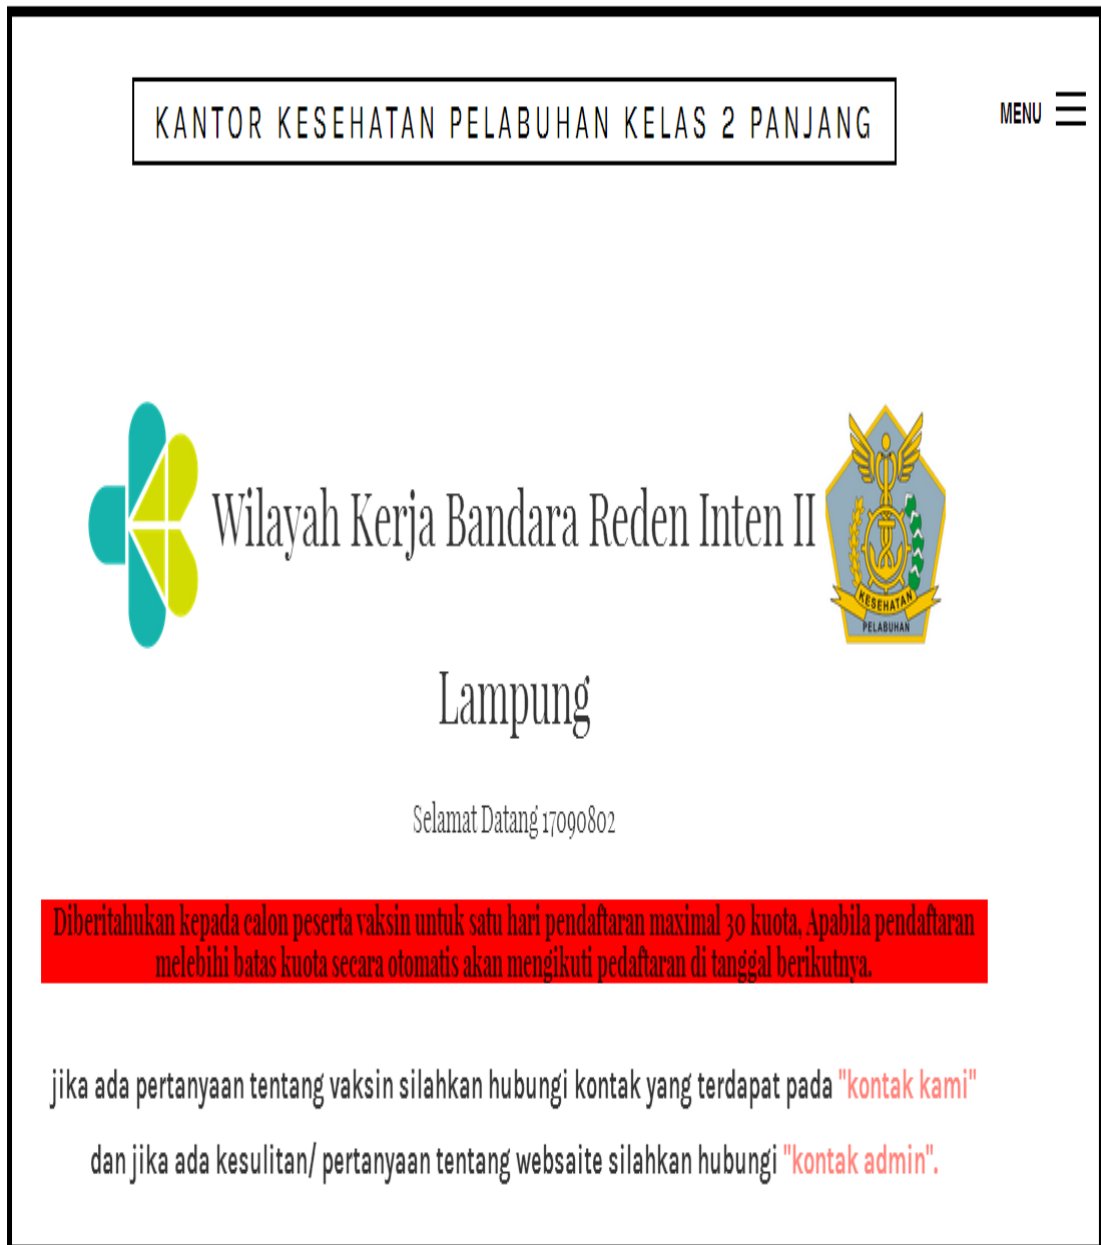 KANTOR KESEHATAN PELABUHAN KELAS 2 PANJANG
MENU
Wilayah Kerja Bandara Reden Inten II
KESEHATAN
PELABUHAN
Lampung
Selamat Datang 17090802
Diberitahukan kepada calon peserta vaksin untuk satu hari pendaftaran maximal 30 kuota, Apabila pendaftaran
melebihi batas kuota secara otomatis akan mengikuti pedaftaran di tanggal berikutnya.
jika ada pertanyaan tentang vaksin silahkan hubungi kontak yang terdapat pada "kontak kami"
dan jika ada kesulitan/ pertanyaan tentang websaite silahkan hubungi "kontak admin".